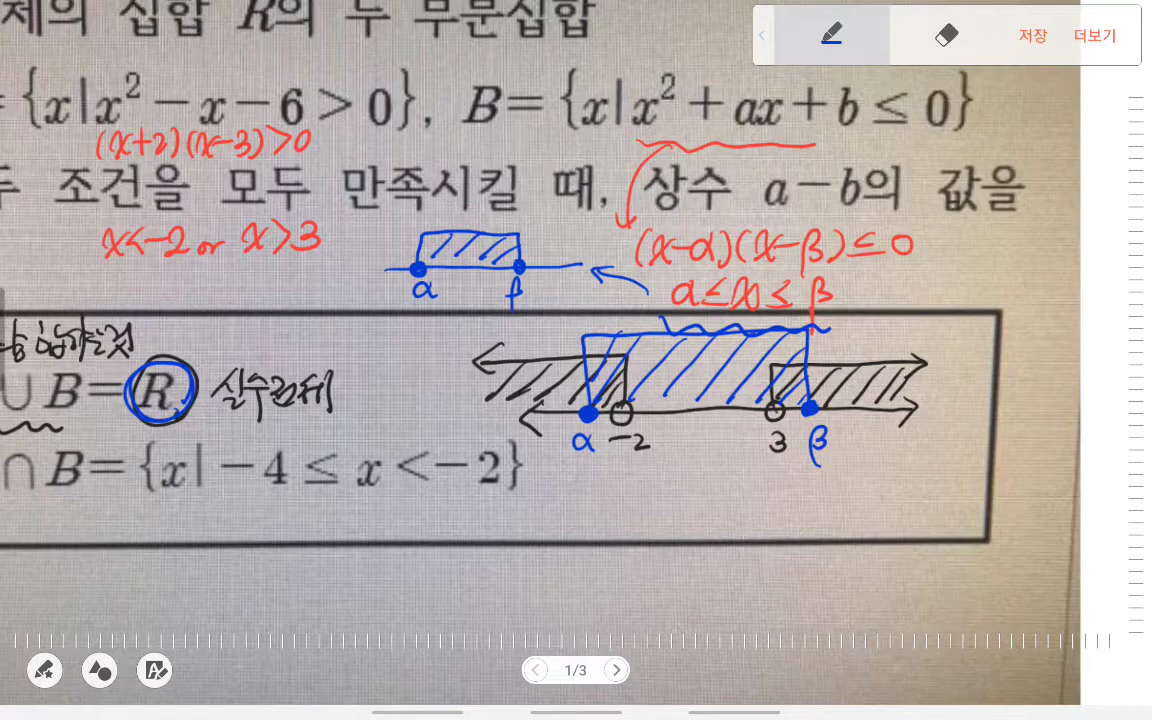 체의 집합 R의 두 부분집합
= {x|x² - x - 6 > 0}, B = {x|x² + ax + b ≤ 0}
(x+2)(x-3)>0
조건을 모두 만족시킬 때, 상수 a-b의 값을
x<-2 or x>3
(x-α)(x-β)≤0
α β
α≤x≤β
∪ B = R, 실수전체
α -2 3 β
∩ B = {x| -4 ≤ x < -2}
저장 더보기
1/3